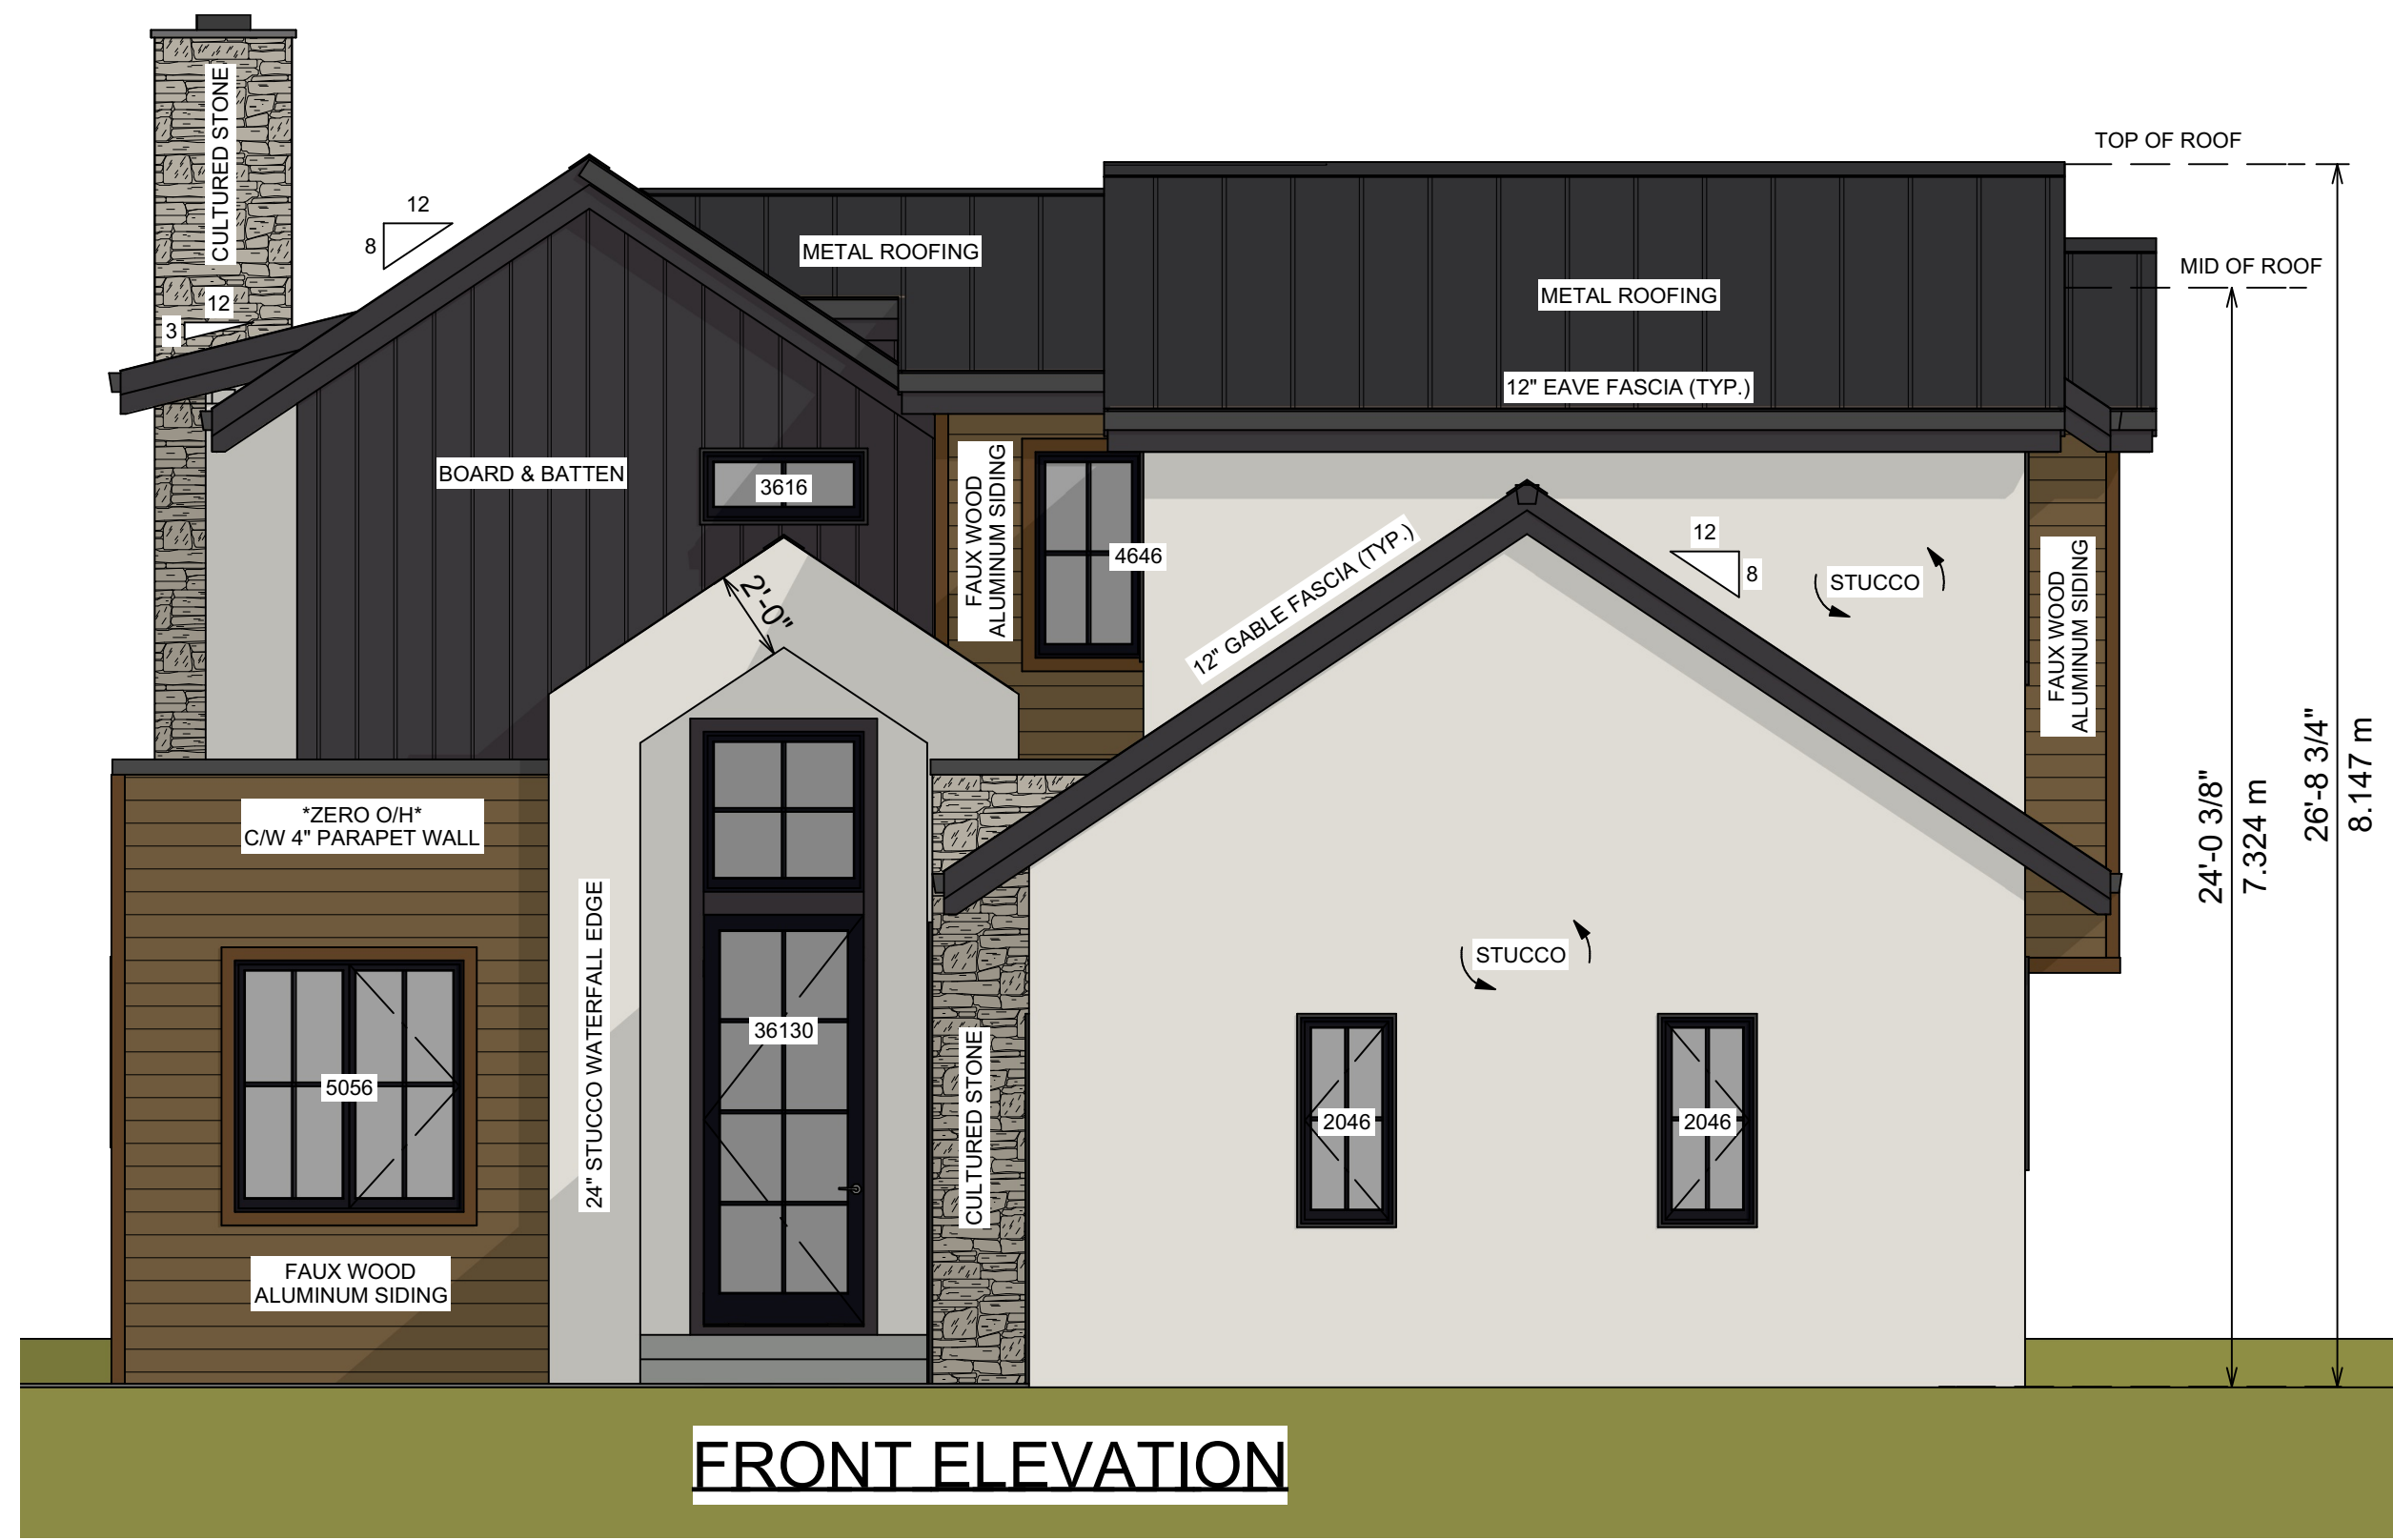 CULTURED STONE
12
8
12
3
TOP OF ROOF
MID OF ROOF
METAL ROOFING
METAL ROOFING
12" EAVE FASCIA (TYP.)
BOARD & BATTEN
3616
FAUX WOOD
ALUMINUM SIDING
4646
12" GABLE FASCIA (TYP.)
12
8
STUCCO
FAUX WOOD
ALUMINUM SIDING
2'-0"
24'-0 3/8"
7.324 m
26'-8 3/4"
8.147 m
*ZERO O/H*
C/W 4" PARAPET WALL
24" STUCCO WATERFALL EDGE
36130
CULTURED STONE
STUCCO
5056
2046
2046
FAUX WOOD
ALUMINUM SIDING
FRONT ELEVATION